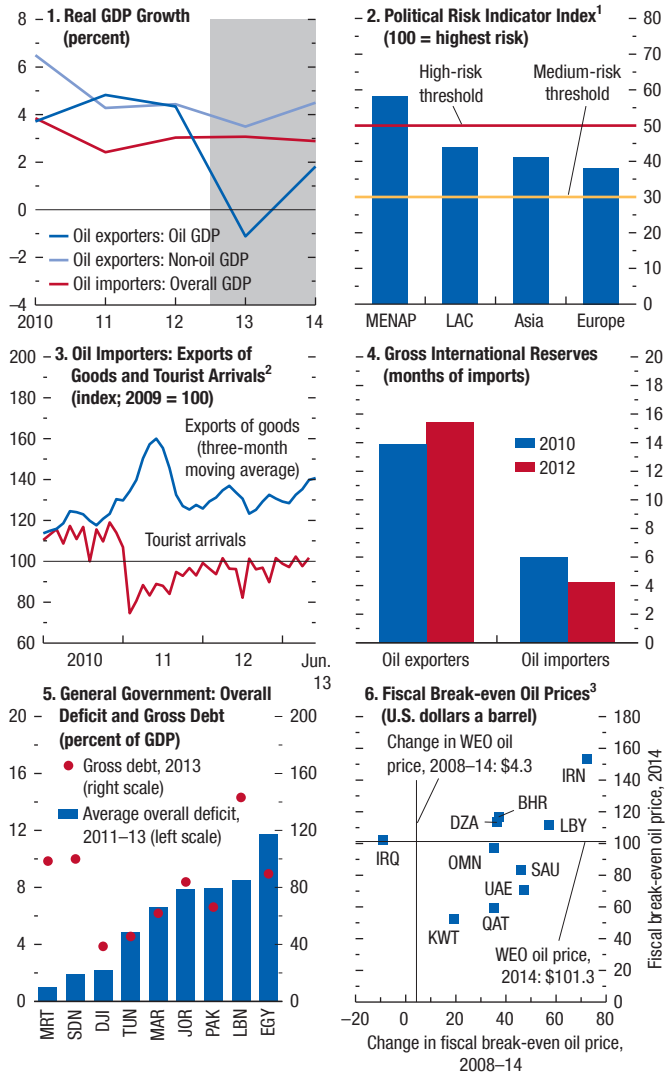 1. Real GDP Growth
(percent)
8
6
4
2
0
–2
–4
Oil exporters: Oil GDP
Oil exporters: Non-oil GDP
Oil importers: Overall GDP
2010 11 12 13 14
2. Political Risk Indicator Index1
(100 = highest risk)
High-risk
threshold
Medium-risk
threshold
80
70
60
50
40
30
20
10
0
MENAP LAC Asia Europe
3. Oil Importers: Exports of
Goods and Tourist Arrivals2
(index; 2009 = 100)
200
180
160
140
120
100
80
60
Exports of goods
(three-month
moving average)
Tourist arrivals
2010 11 12 Jun.
13
4. Gross International Reserves
(months of imports)
20
18
16
14
12
10
8
6
4
2
0
2010
2012
Oil exporters Oil importers
5. General Government: Overall
Deficit and Gross Debt
(percent of GDP)
20
16
12
8
4
0
200
160
120
80
40
0
Gross debt, 2013
(right scale)
Average overall deficit,
2011–13 (left scale)
MRT SDN DJI TUN MAR JOR PAK LBN EGY
6. Fiscal Break-even Oil Prices3
(U.S. dollars a barrel)
Change in WEO oil
price, 2008–14: $4.3
IRN
BHR
DZA
LBY
IRQ
OMN
SAU
UAE
QAT
KWT
WEO oil price,
2014: $101.3
180
160
140
120
100
80
60
40
20
0
Fiscal break-even oil price, 2014
–20 0 20 40 60 80
Change in fiscal break-even oil price,
2008–14